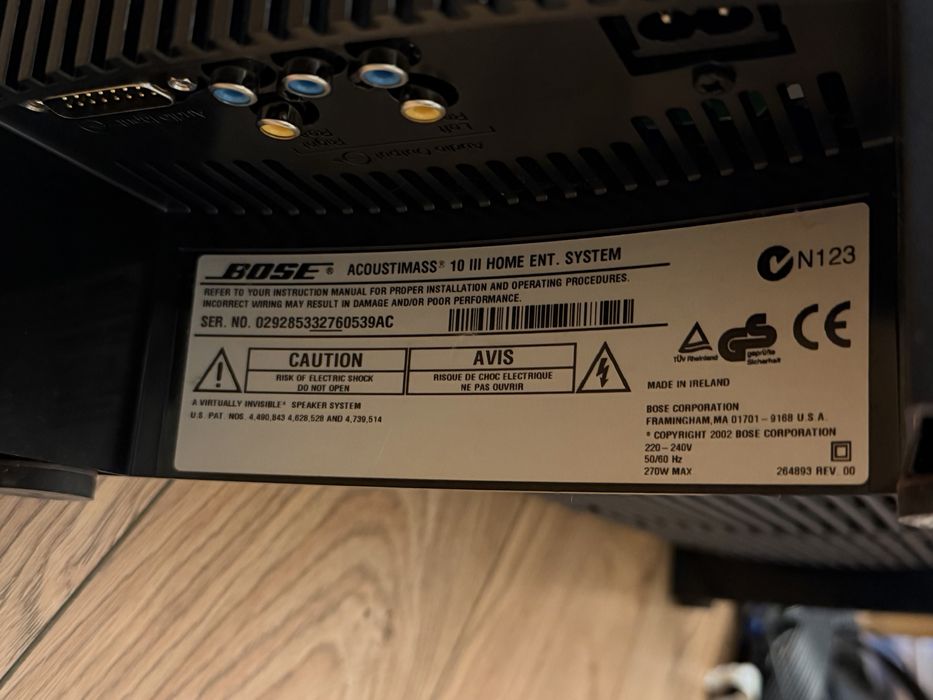 Audio Input
Right
Rear
Left
Rear
Audio Output
BOSE® ACOUSTIMASS® 10 III HOME ENT. SYSTEM
REFER TO YOUR INSTRUCTION MANUAL FOR PROPER INSTALLATION AND OPERATING PROCEDURES.
INCORRECT WIRING MAY RESULT IN DAMAGE AND/OR POOR PERFORMANCE.
SER. NO. 029285332760539AC
CAUTION
RISK OF ELECTRIC SHOCK
DO NOT OPEN
AVIS
RISQUE DE CHOC ELECTRIQUE
NE PAS OUVRIR
A VIRTUALLY INVISIBLE® SPEAKER SYSTEM
U.S. PAT. NOS. 4,490,843 4,628,528 AND 4,739,514
N123
TÜV Rheinland
geprüfte
Sicherheit
CE
MADE IN IRELAND
BOSE CORPORATION
FRAMINGHAM,MA 01701 – 9168 U.S.A.
© COPYRIGHT 2002 BOSE CORPORATION
220 – 240V
50/60 Hz
270W MAX
264893 REV. 00